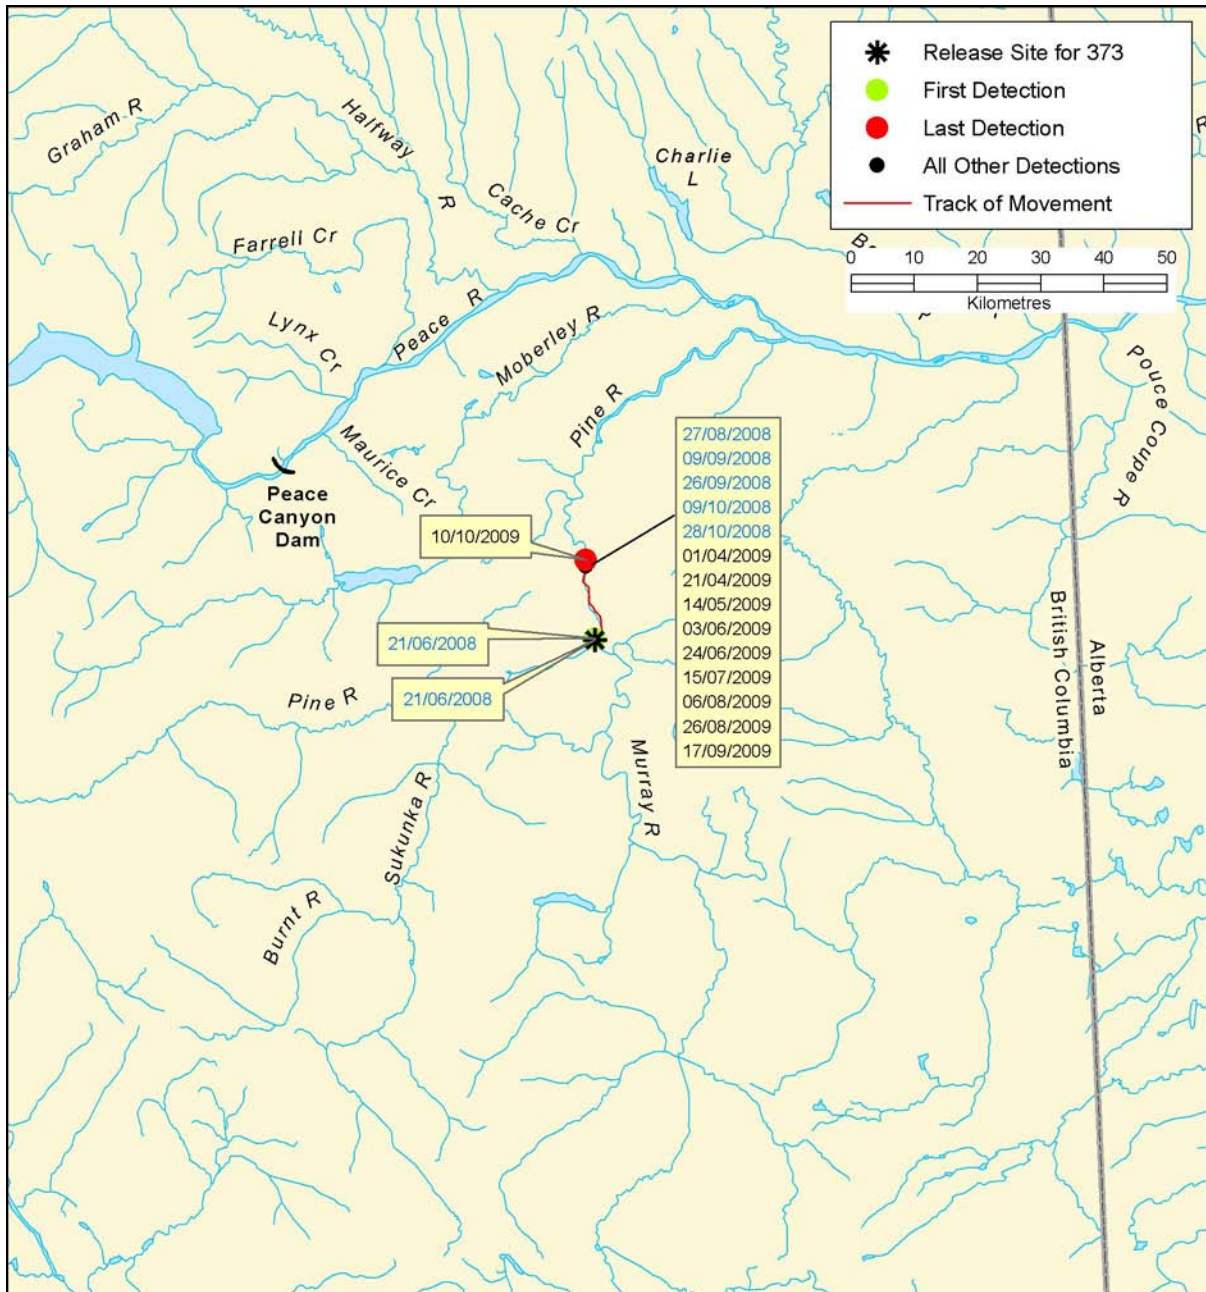 Release Site for 373
First Detection
Last Detection
All Other Detections
Track of Movement
0 10 20 30 40 50
Kilometres
Graham R
Halfway
R
Charlie
L
Cache Cr
Farrell Cr
R
Lynx Cr
Peace R
Moberley R
Pine R
Pouce Coupe R
Maurice Cr
Peace
Canyon
Dam
27/08/2008
09/09/2008
26/09/2008
09/10/2008
28/10/2008
01/04/2009
21/04/2009
14/05/2009
03/06/2009
24/06/2009
15/07/2009
06/08/2009
26/08/2009
17/09/2009
10/10/2009
21/06/2008
21/06/2008
Pine R
British Columbia
Alberta
Murray R
Sukunka R
Burnt R